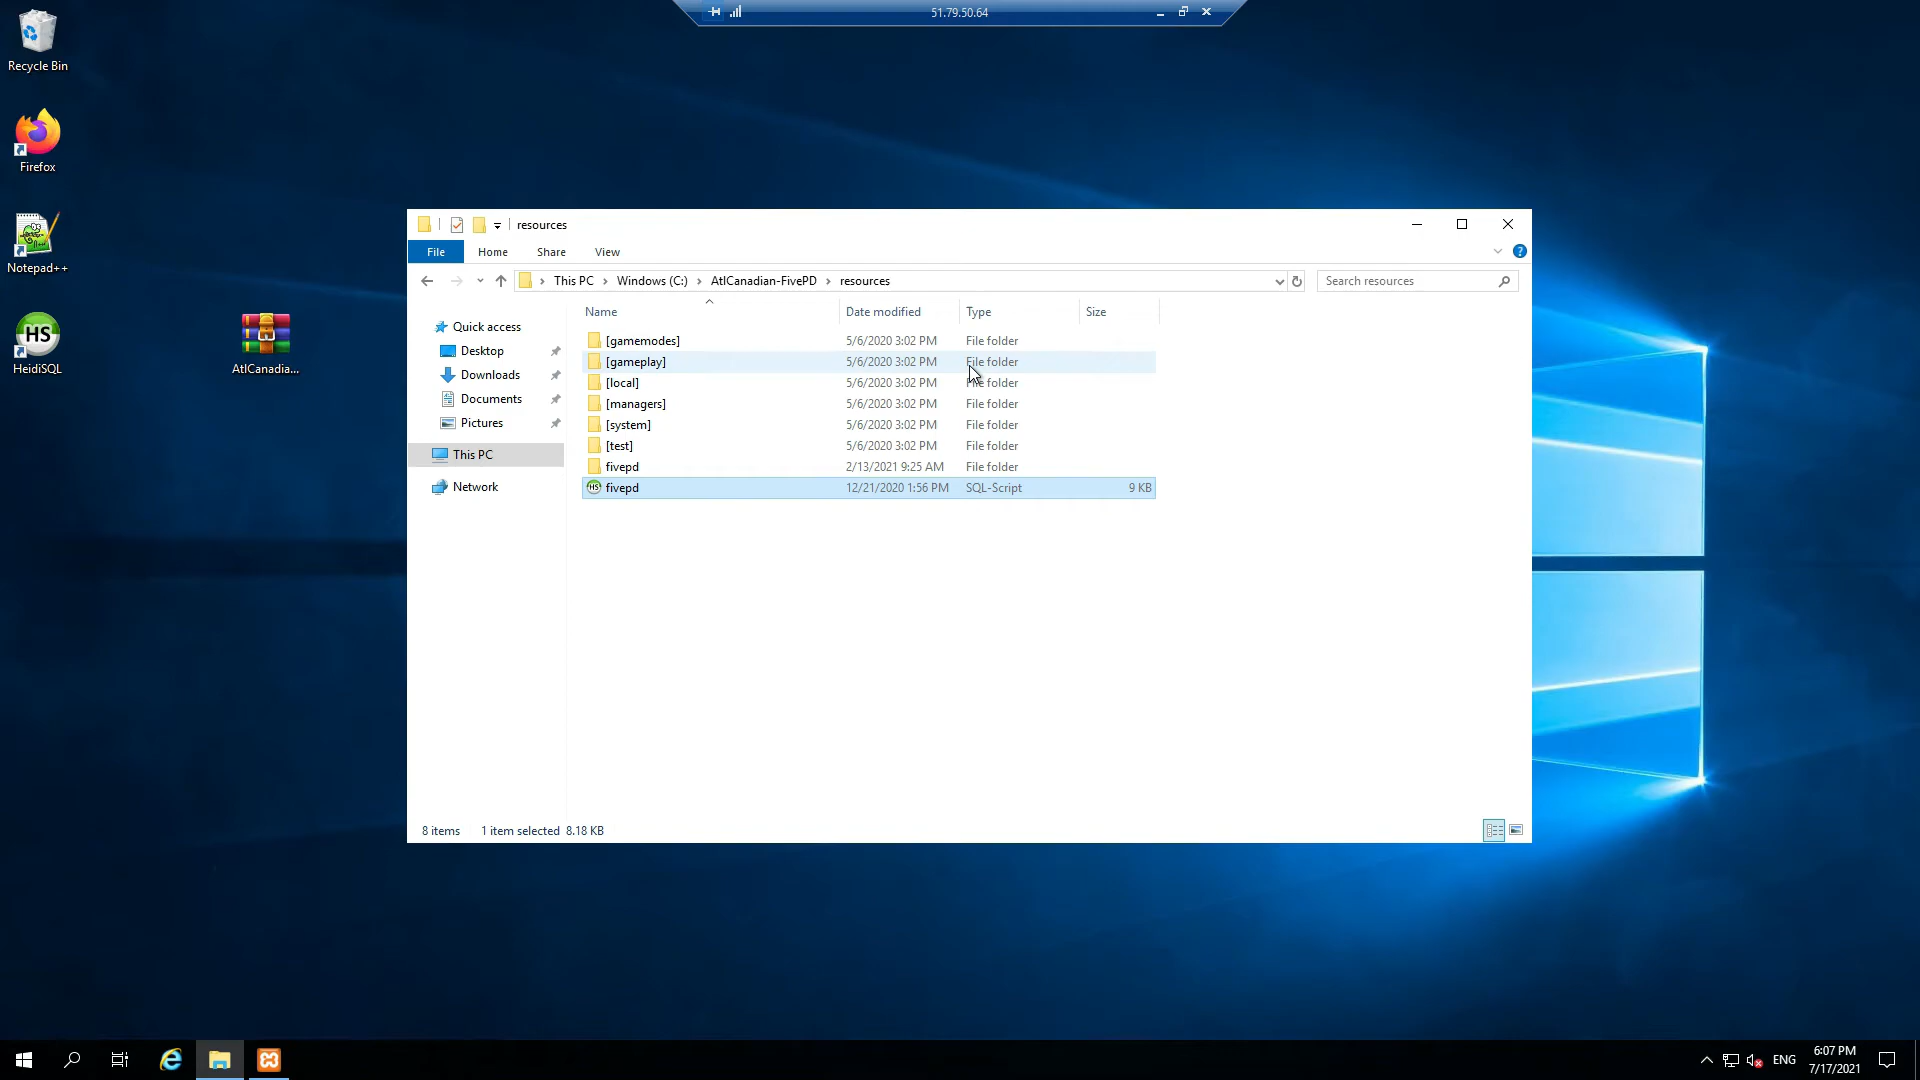 51.79.50.64
Recycle Bin
Firefox
Notepad++
HeidiSQL
AtlCanadia...
resources
File Home Share View
This PC Windows (C:) AtlCanadian-FivePD resources
Search resources
Quick access
Desktop
Downloads
Documents
Pictures
This PC
Network
Name Date modified Type Size
[gamemodes] 5/6/2020 3:02 PM File folder
[gameplay] 5/6/2020 3:02 PM File folder
[local] 5/6/2020 3:02 PM File folder
[managers] 5/6/2020 3:02 PM File folder
[system] 5/6/2020 3:02 PM File folder
[test] 5/6/2020 3:02 PM File folder
fivepd 2/13/2021 9:25 AM File folder
fivepd 12/21/2020 1:56 PM SQL-Script 9 KB
8 items 1 item selected 8.18 KB
ENG
6:07 PM
7/17/2021